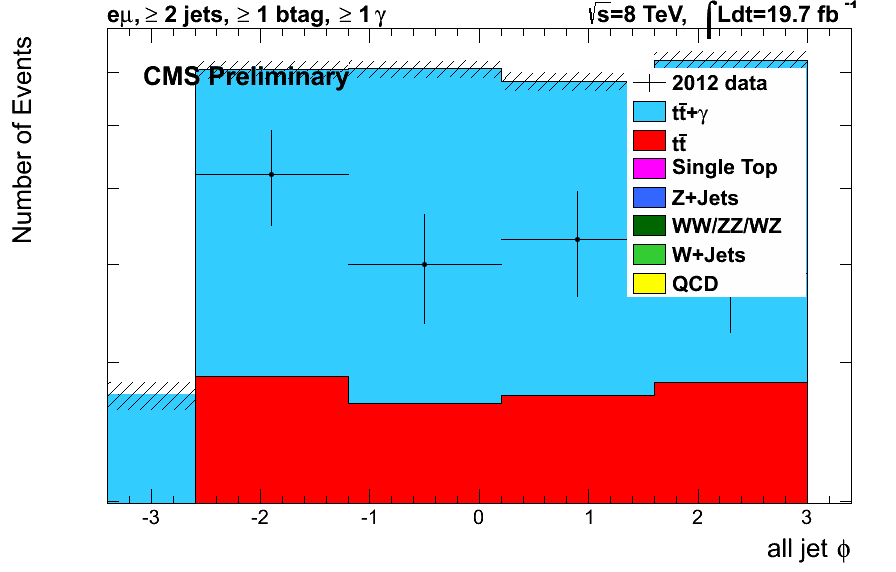 eμ, ≥ 2 jets, ≥ 1 btag, ≥ 1 γ
√s=8 TeV, ∫Ldt=19.7 fb⁻¹
CMS Preliminary
Number of Events
2012 data
tt̄+γ
tt̄
Single Top
Z+Jets
WW/ZZ/WZ
W+Jets
QCD
-3 -2 -1 0 1 2 3
all jet ϕ